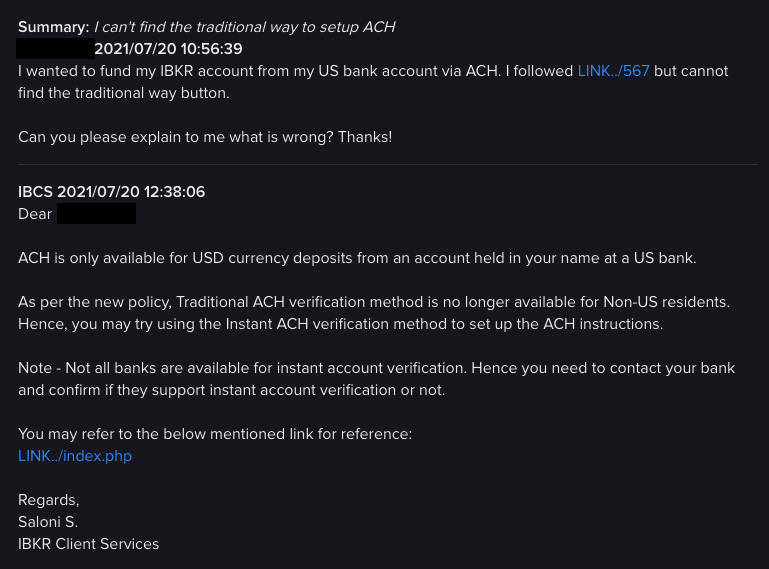 Summary: I can't find the traditional way to setup ACH
2021/07/20 10:56:39
I wanted to fund my IBKR account from my US bank account via ACH. I followed LINK../567 but cannot
find the traditional way button.
Can you please explain to me what is wrong? Thanks!
IBCS 2021/07/20 12:38:06
Dear
ACH is only available for USD currency deposits from an account held in your name at a US bank.
As per the new policy, Traditional ACH verification method is no longer available for Non-US residents.
Hence, you may try using the Instant ACH verification method to set up the ACH instructions.
Note - Not all banks are available for instant account verification. Hence you need to contact your bank
and confirm if they support instant account verification or not.
You may refer to the below mentioned link for reference:
LINK../index.php
Regards,
Saloni S.
IBKR Client Services